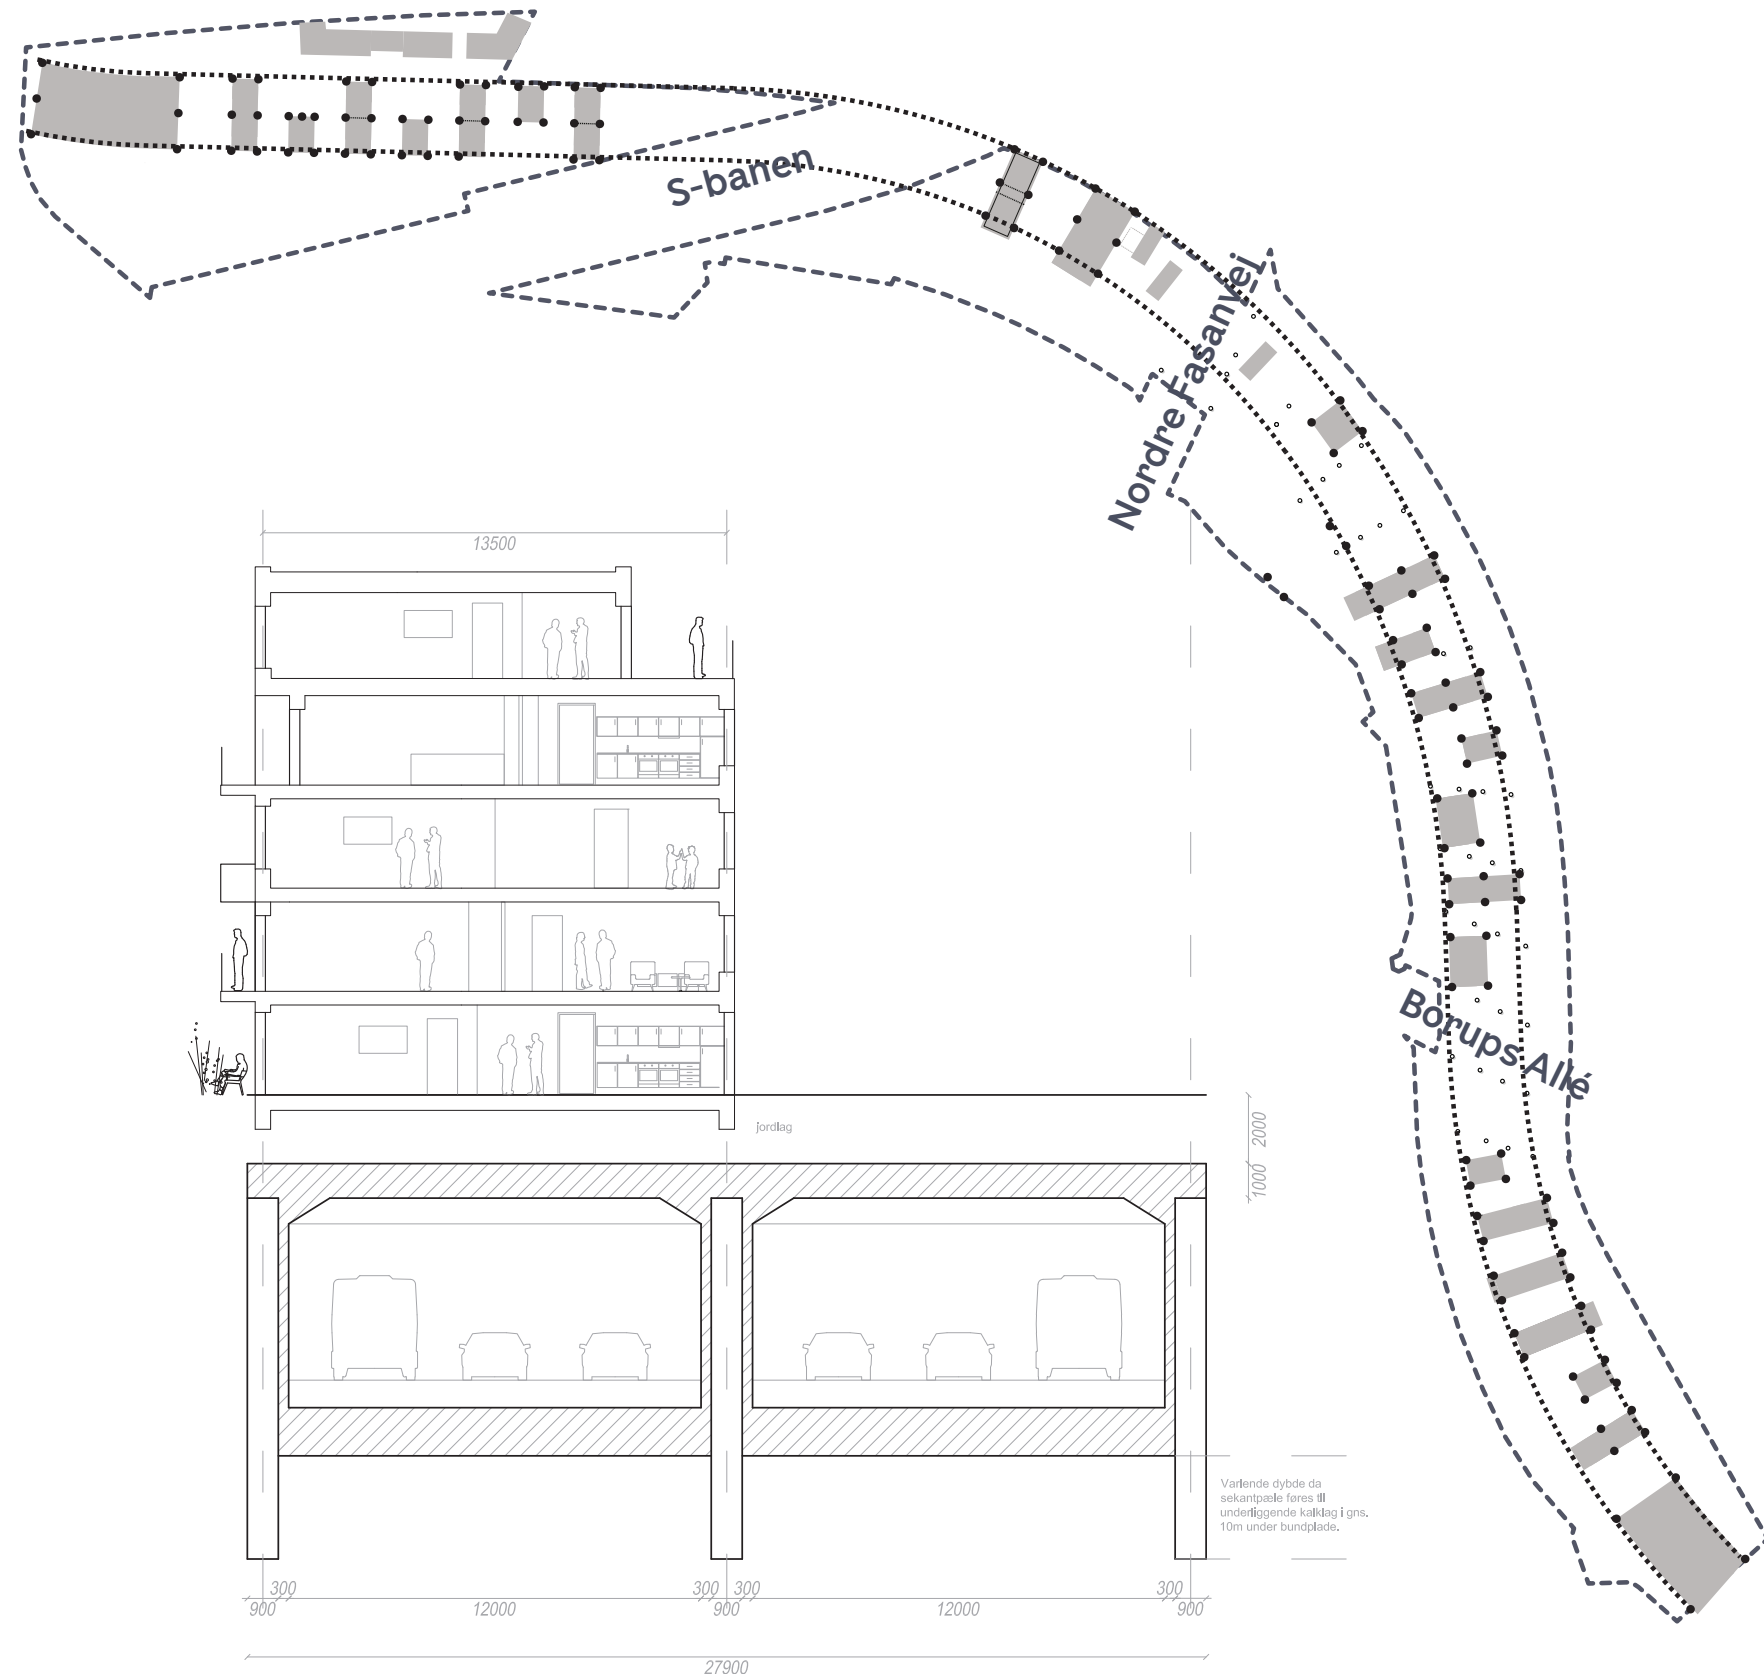 S-banen
Nordre Fasanvej
13500
Borups Allé
jordlag
2000
1000
Varierende dybde da
sekantpæle føres til
underliggende kalklag i gns.
10m under bundplade.
300
300
300
300
900
12000
900
12000
900
27900